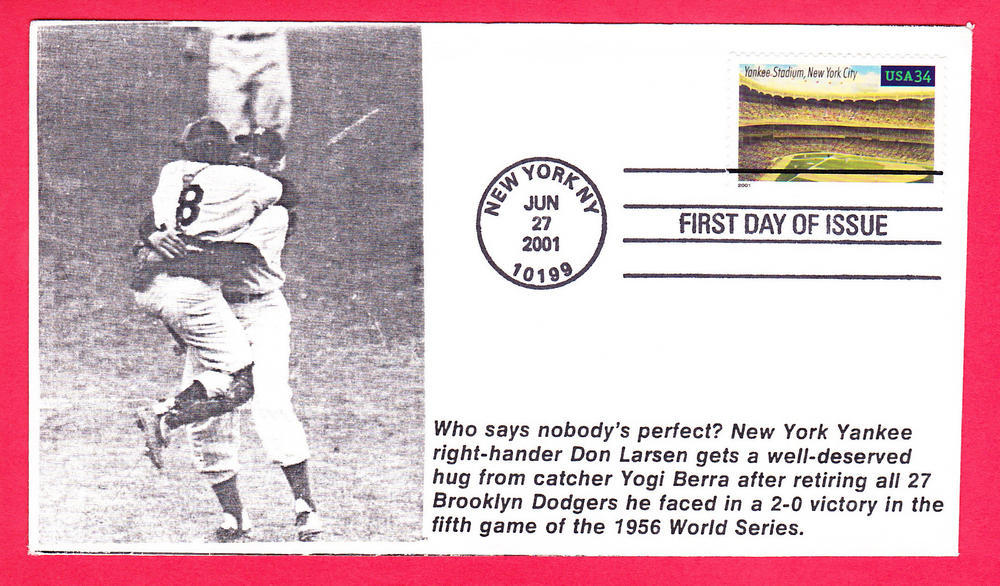 Yankee Stadium, New York City
USA34
2001
NEW YORK NY
JUN
27
2001
10199
FIRST DAY OF ISSUE
8
Who says nobody's perfect? New York Yankee
right-hander Don Larsen gets a well-deserved
hug from catcher Yogi Berra after retiring all 27
Brooklyn Dodgers he faced in a 2-0 victory in the
fifth game of the 1956 World Series.